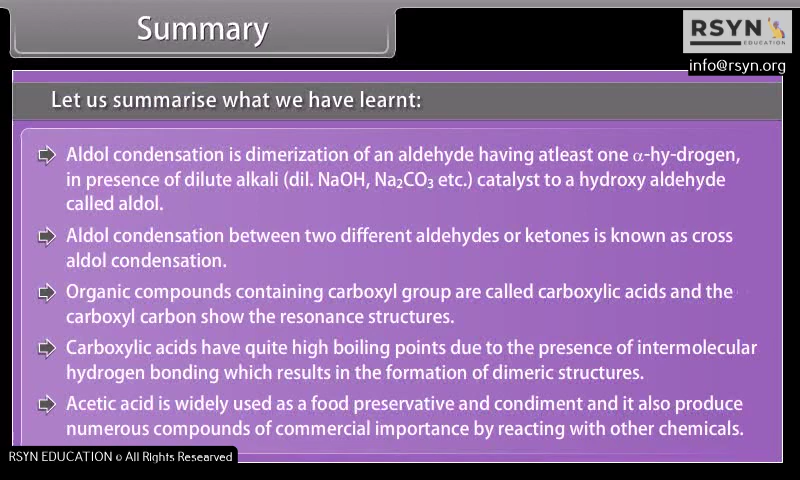 Summary
RSYN
EDUCATION
info@rsyn.org
Let us summarise what we have learnt:
Aldol condensation is dimerization of an aldehyde having atleast one α-hy-drogen,
in presence of dilute alkali (dil. NaOH, Na₂CO₃ etc.) catalyst to a hydroxy aldehyde
called aldol.
Aldol condensation between two different aldehydes or ketones is known as cross
aldol condensation.
Organic compounds containing carboxyl group are called carboxylic acids and the
carboxyl carbon show the resonance structures.
Carboxylic acids have quite high boiling points due to the presence of intermolecular
hydrogen bonding which results in the formation of dimeric structures.
Acetic acid is widely used as a food preservative and condiment and it also produce
numerous compounds of commercial importance by reacting with other chemicals.
RSYN EDUCATION © All Rights Researved